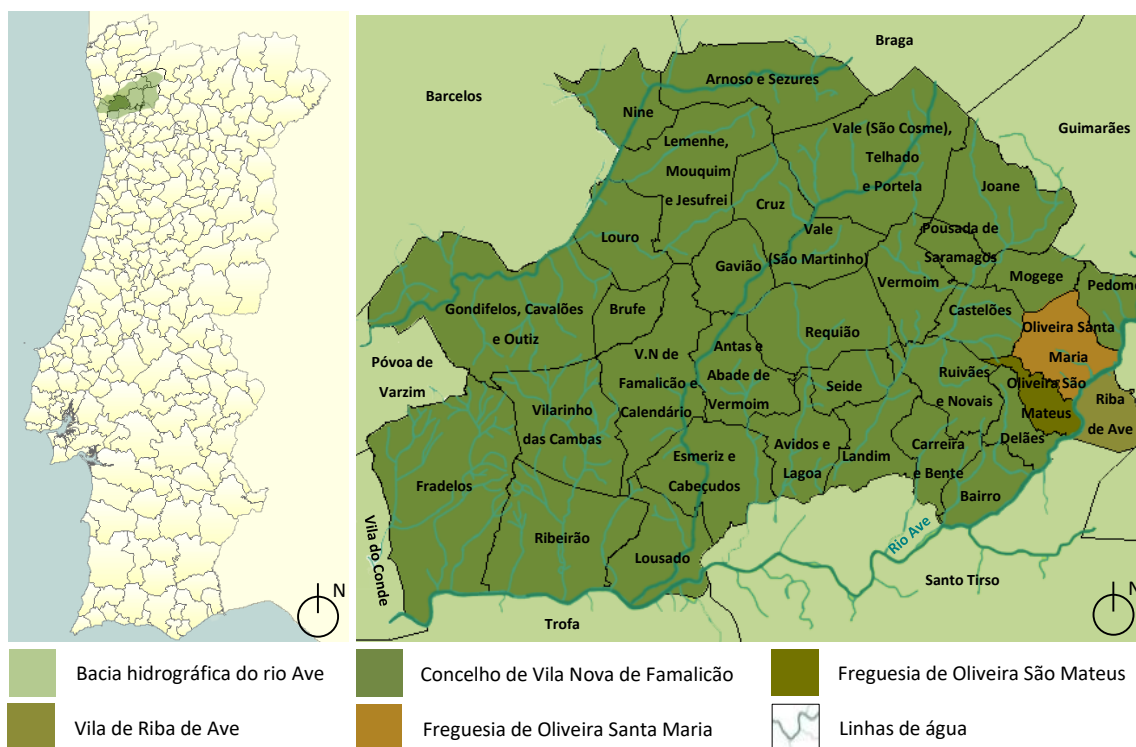 N
Braga
Arnoso e Sezures
Barcelos
Nine
Guimarães
Vale (São Cosme),
Telhado
e Portela
Lemenhe,
Mouquim
e Jesufrei
Joane
Cruz
Louro
Vale
(São Martinho)
Pousada de
Saramagos
Gavião
Mogege
Vermoim
Pedome
Castelões
Gondifelos, Cavalões
e Outiz
Brufe
Oliveira Santa
Maria
Requião
Póvoa de
Varzim
V.N de
Famalicão e
Calendário
Antas e
Abade de
Vermoim
Seide
Ruivães
e Novais
Oliveira São
Mateus
Riba
de Ave
Vilarinho
das Cambas
Delães
Avidos e
Lagoa
Landim
Carreira
e Bente
Esmeriz e
Cabeçudos
Fradelos
Bairro
Ribeirão
Lousado
Rio Ave
Vila do Conde
Santo Tirso
Trofa
N
Bacia hidrográfica do rio Ave
Concelho de Vila Nova de Famalicão
Freguesia de Oliveira São Mateus
Vila de Riba de Ave
Freguesia de Oliveira Santa Maria
Linhas de água